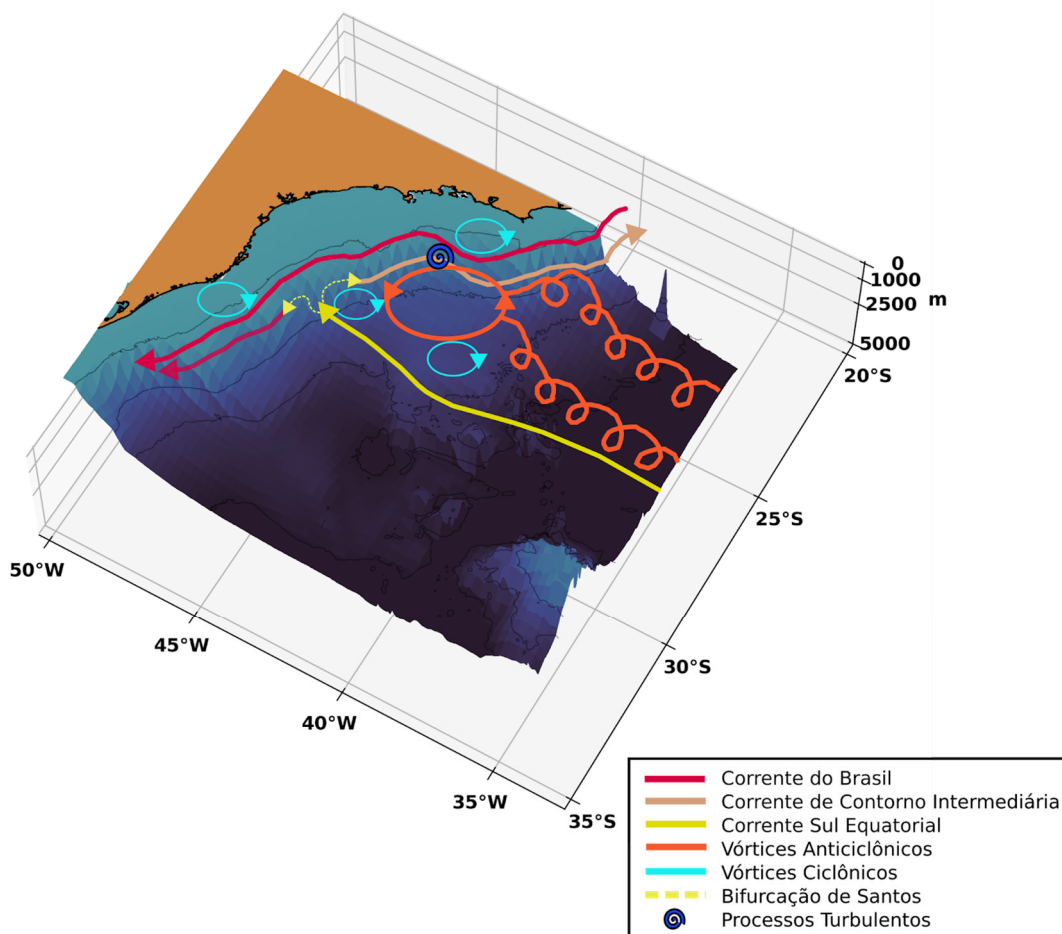 0
1000
2500 m
5000
20°S
25°S
50°W
45°W
30°S
40°W
35°W
35°S
Corrente do Brasil
Corrente de Contorno Intermediária
Corrente Sul Equatorial
Vórtices Anticiclônicos
Vórtices Ciclônicos
Bifurcação de Santos
Processos Turbulentos